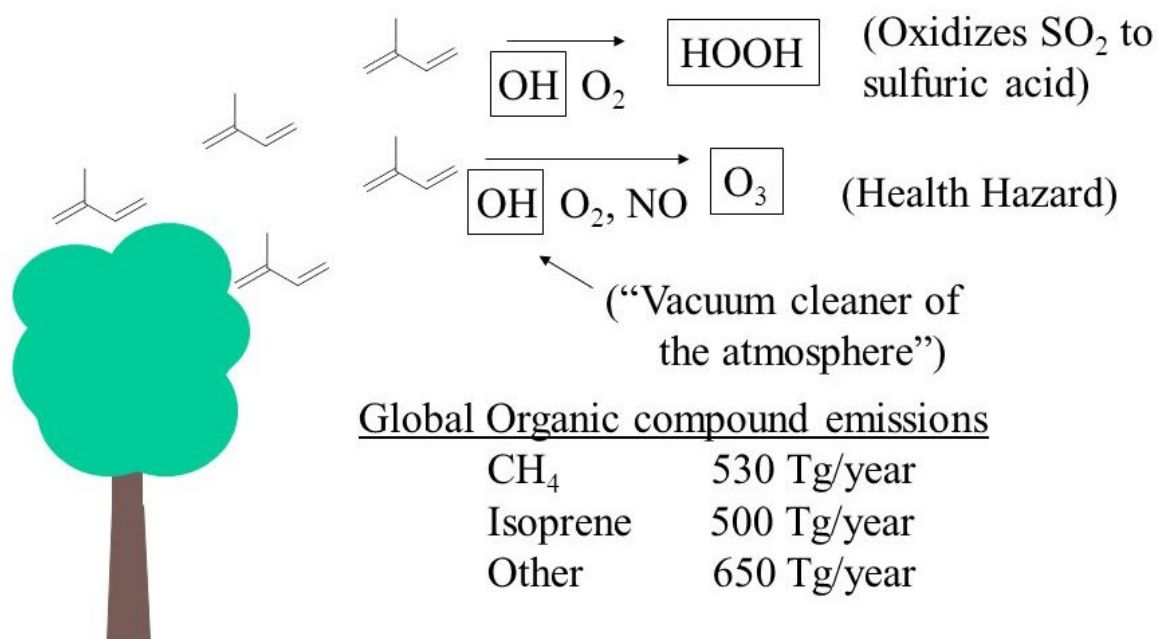 HOOH (Oxidizes SO₂ to
OH O₂ sulfuric acid)
OH O₂, NO O₃ (Health Hazard)
(“Vacuum cleaner of
the atmosphere”)
Global Organic compound emissions
CH₄ 530 Tg/year
Isoprene 500 Tg/year
Other 650 Tg/year